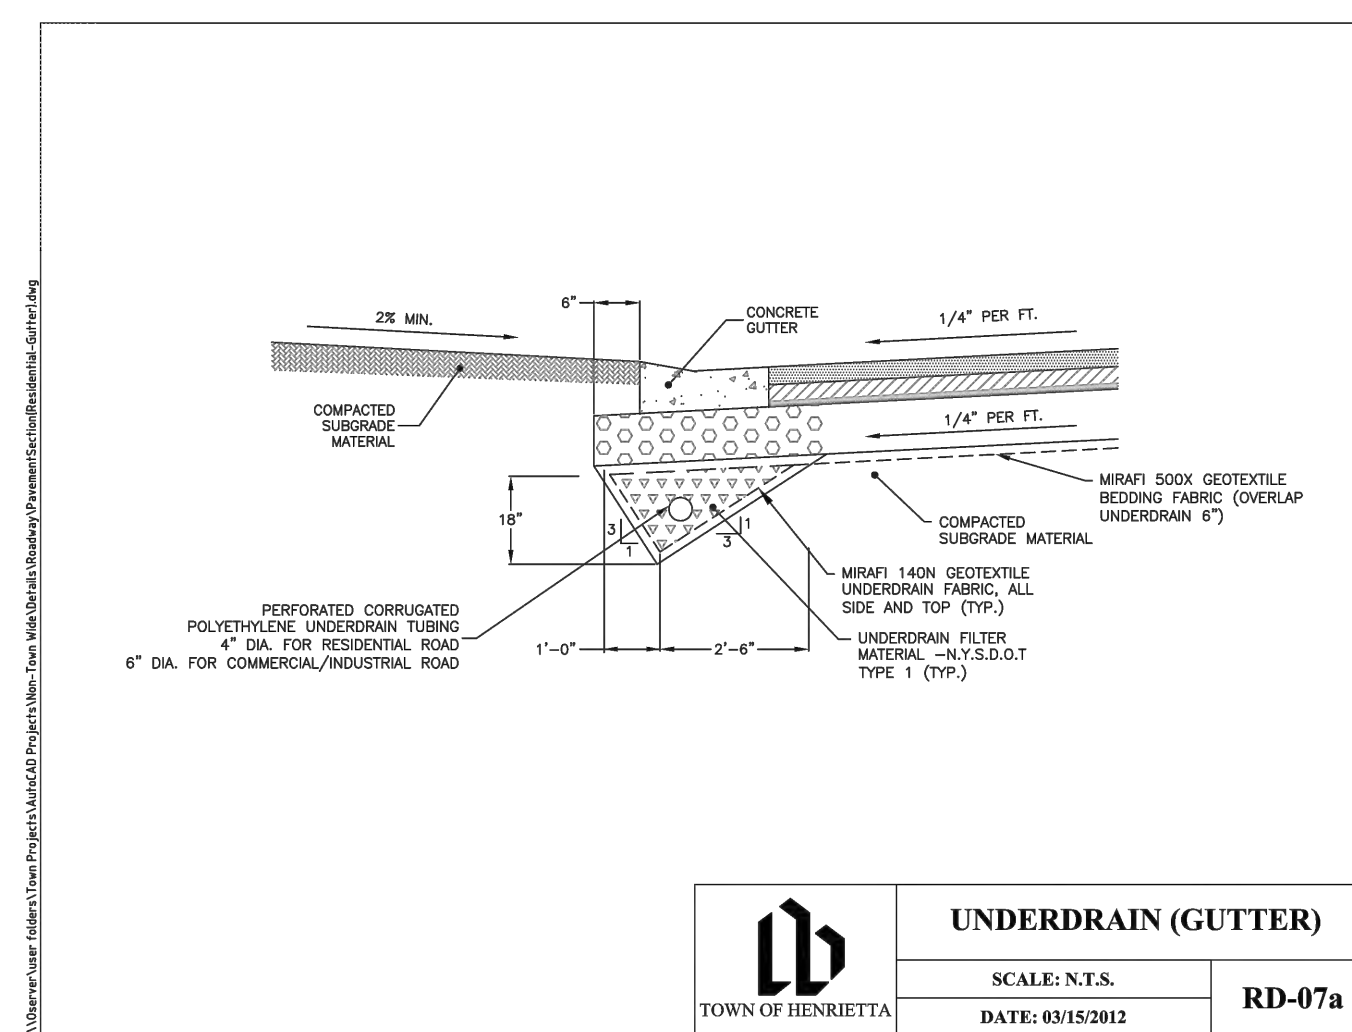 \\Oserver\user folders\Town Projects\AutoCAD Projects\Non-Town Wide\Details\Roadway\PavementSection(Residential-Gutter).dwg
6"
2% MIN.
CONCRETE
GUTTER
1/4" PER FT.
COMPACTED
SUBGRADE
MATERIAL
1/4" PER FT.
MIRAFI 500X GEOTEXTILE
BEDDING FABRIC (OVERLAP
UNDERDRAIN 6")
18"
3
1
1
3
COMPACTED
SUBGRADE MATERIAL
MIRAFI 140N GEOTEXTILE
UNDERDRAIN FABRIC, ALL
SIDE AND TOP (TYP.)
PERFORATED CORRUGATED
POLYETHYLENE UNDERDRAIN TUBING
4" DIA. FOR RESIDENTIAL ROAD
6" DIA. FOR COMMERCIAL/INDUSTRIAL ROAD
1'-0"
2'-6"
UNDERDRAIN FILTER
MATERIAL -N.Y.S.D.O.T
TYPE 1 (TYP.)
TOWN OF HENRIETTA
UNDERDRAIN (GUTTER)
SCALE: N.T.S.
DATE: 03/15/2012
RD-07a